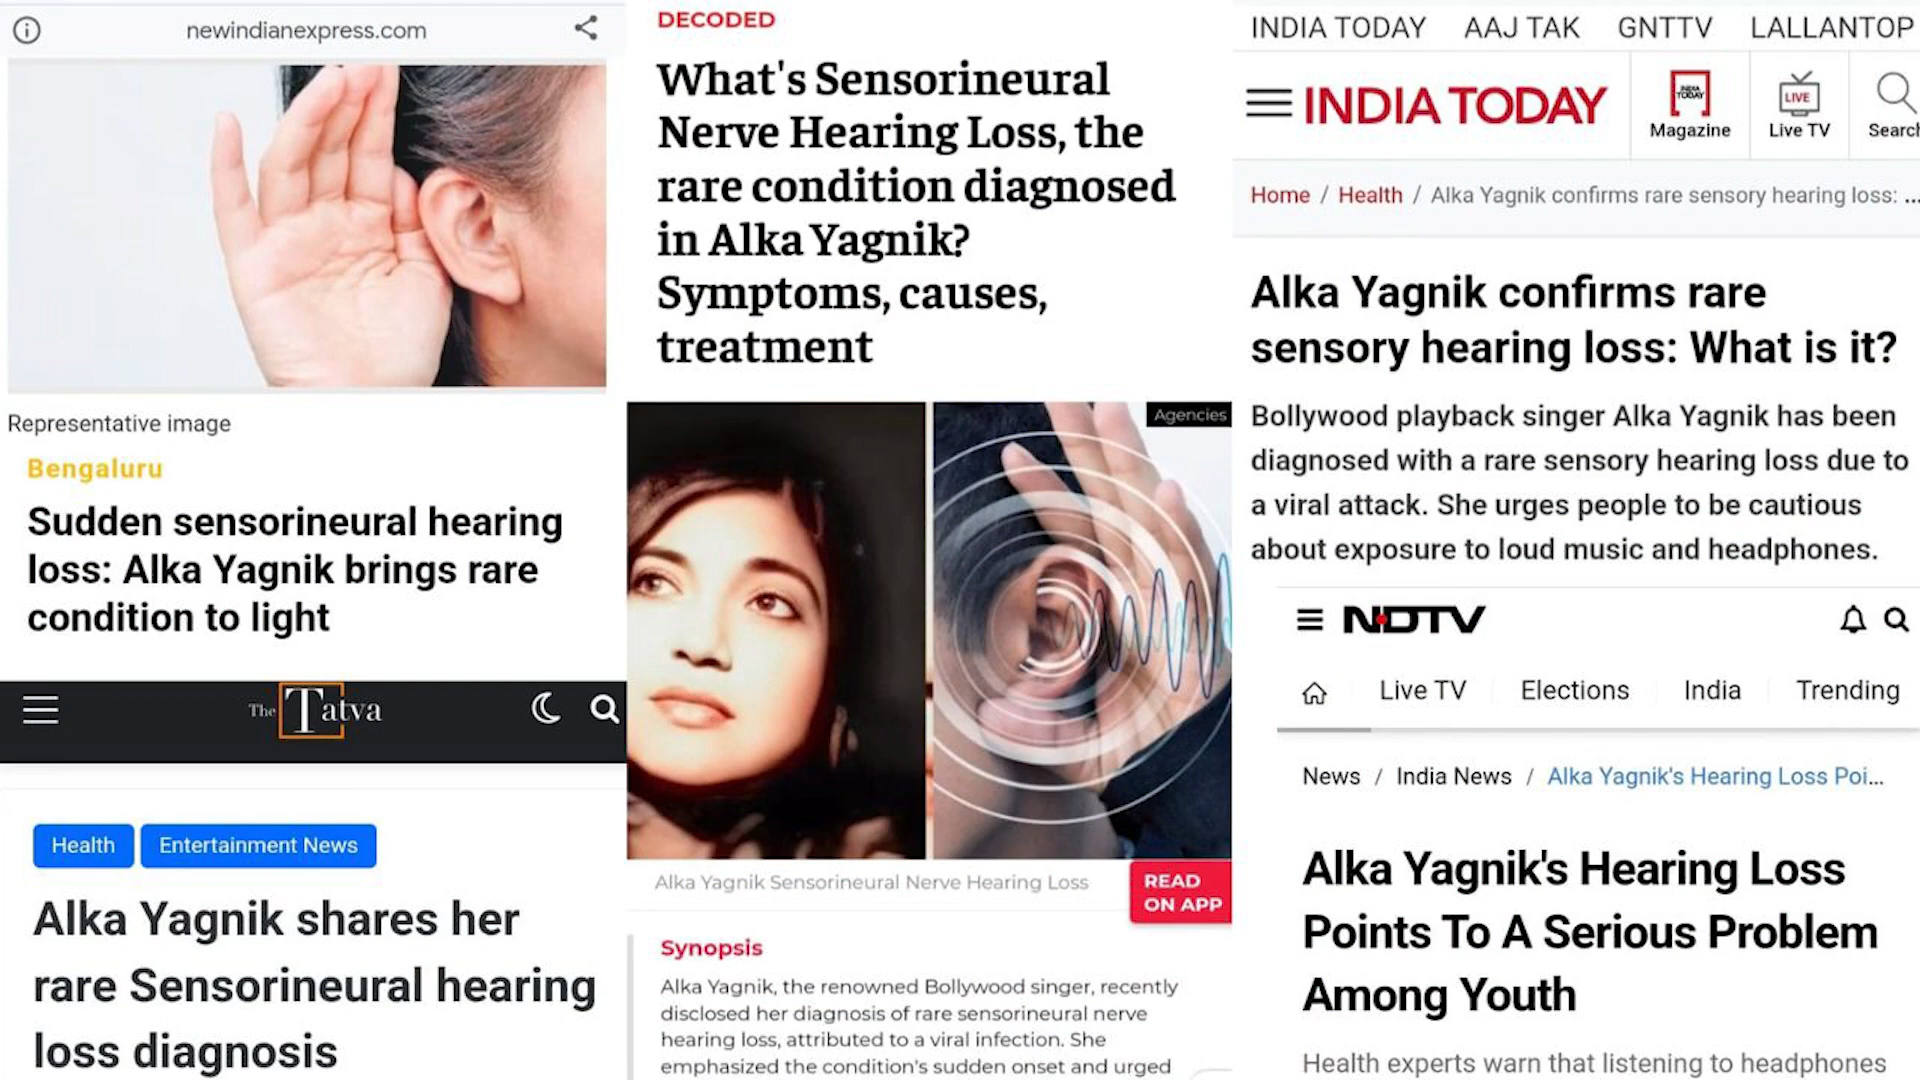 newindianexpress.com
Representative image
Bengaluru
Sudden sensorineural hearing
loss: Alka Yagnik brings rare
condition to light
The Tatva
Health
Entertainment News
Alka Yagnik shares her
rare Sensorineural hearing
loss diagnosis
DECODED
What's Sensorineural
Nerve Hearing Loss, the
rare condition diagnosed
in Alka Yagnik?
Symptoms, causes,
treatment
Agencies
Alka Yagnik Sensorineural Nerve Hearing Loss
READ
ON APP
Synopsis
Alka Yagnik, the renowned Bollywood singer, recently
disclosed her diagnosis of rare sensorineural nerve
hearing loss, attributed to a viral infection. She
emphasized the condition's sudden onset and urged
INDIA TODAY AAJ TAK GNTTV LALLANTOP
INDIA TODAY
INDIA
TODAY
Magazine
LIVE
Live TV
Search
Home / Health / Alka Yagnik confirms rare sensory hearing loss: ...
Alka Yagnik confirms rare
sensory hearing loss: What is it?
Bollywood playback singer Alka Yagnik has been
diagnosed with a rare sensory hearing loss due to
a viral attack. She urges people to be cautious
about exposure to loud music and headphones.
NDTV
Live TV Elections India Trending
News / India News / Alka Yagnik's Hearing Loss Poi...
Alka Yagnik's Hearing Loss
Points To A Serious Problem
Among Youth
Health experts warn that listening to headphones